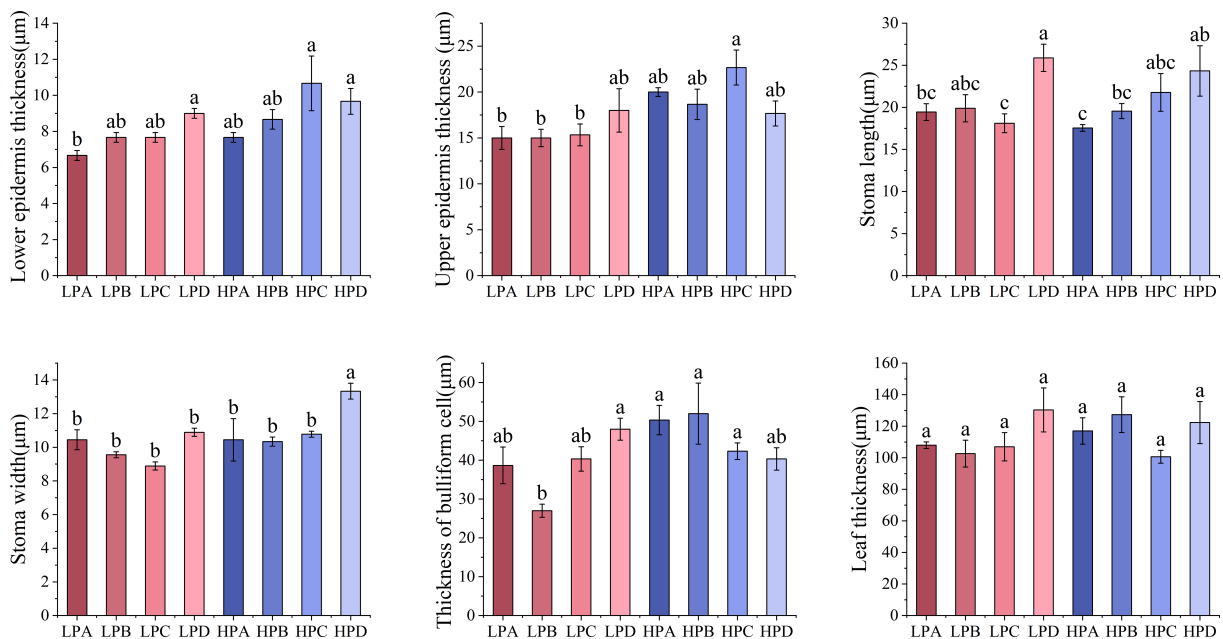 Lower epidermis thickness(μm)
14
12
10
8
6
4
2
0
b
ab
ab
a
ab
ab
a
a
LPA LPB LPC LPD HPA HPB HPC HPD
Upper epidermis thickness (μm)
25
20
15
10
5
0
b
b
b
ab
ab
ab
a
ab
LPA LPB LPC LPD HPA HPB HPC HPD
Stoma length(μm)
30
25
20
15
10
5
0
bc
abc
c
a
c
bc
abc
ab
LPA LPB LPC LPD HPA HPB HPC HPD
Stoma width(μm)
14
12
10
8
6
4
2
0
b
b
b
b
b
b
b
a
LPA LPB LPC LPD HPA HPB HPC HPD
Thickness of bulliform cell(μm)
60
50
40
30
20
10
0
ab
b
ab
a
a
a
a
ab
LPA LPB LPC LPD HPA HPB HPC HPD
Leaf thickness(μm)
160
140
120
100
80
60
40
20
0
a
a
a
a
a
a
a
a
LPA LPB LPC LPD HPA HPB HPC HPD